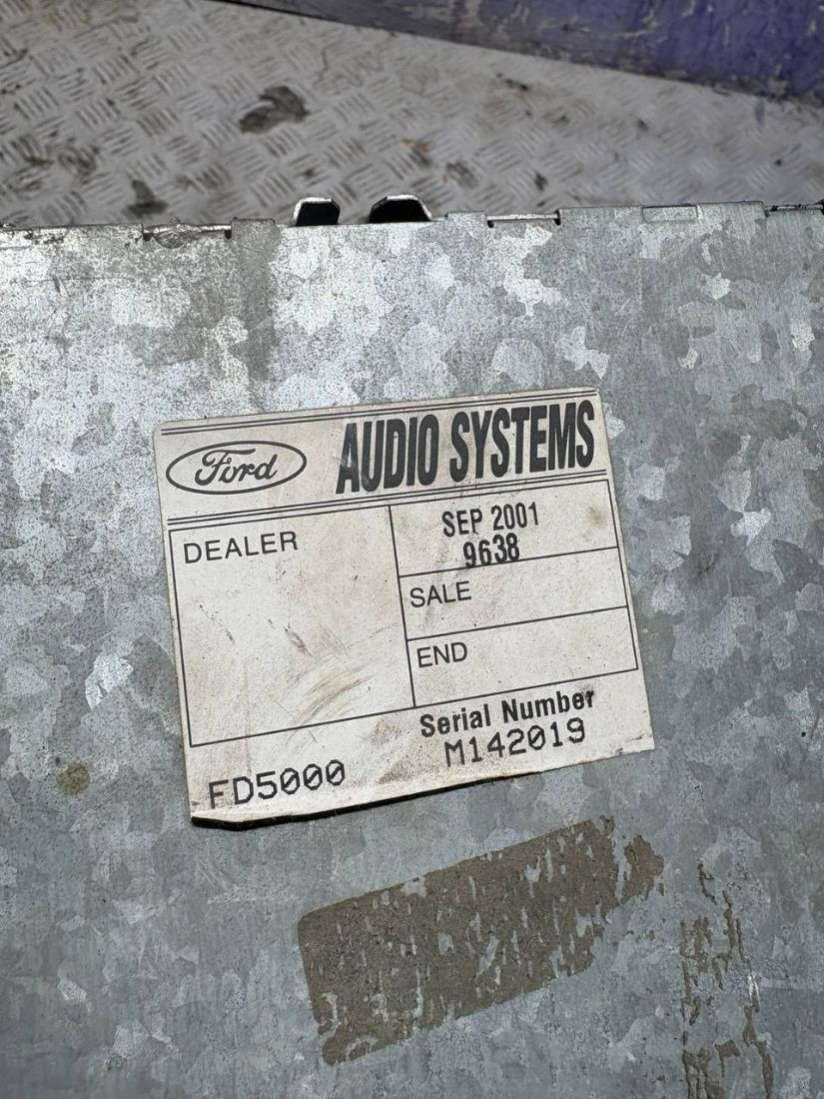 Ford AUDIO SYSTEMS
DEALER
SEP 2001
9638
SALE
END
Serial Number
M142019
FD5000